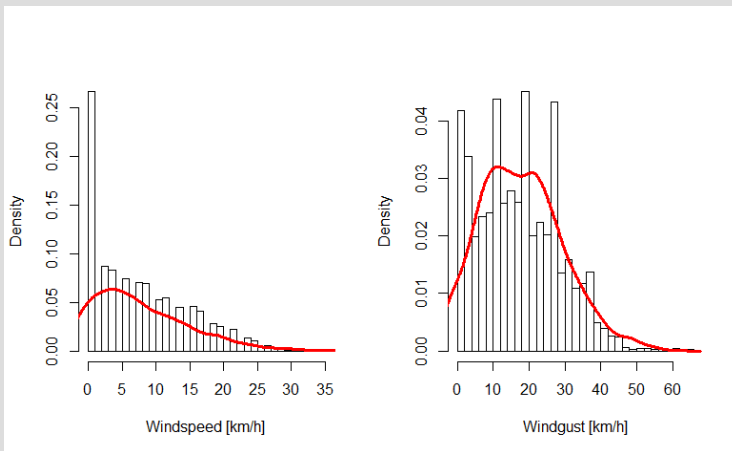 Density
0.00 0.05 0.10 0.15 0.20 0.25
0 5 10 15 20 25 30 35
Windspeed [km/h]
Density
0.00 0.01 0.02 0.03 0.04
0 10 20 30 40 50 60
Windgust [km/h]